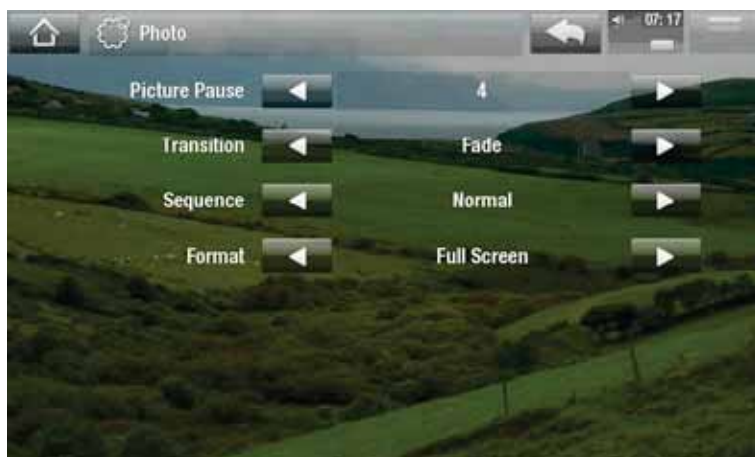 Photo
07:17
Picture Pause 4
Transition Fade
Sequence Normal
Format Full Screen